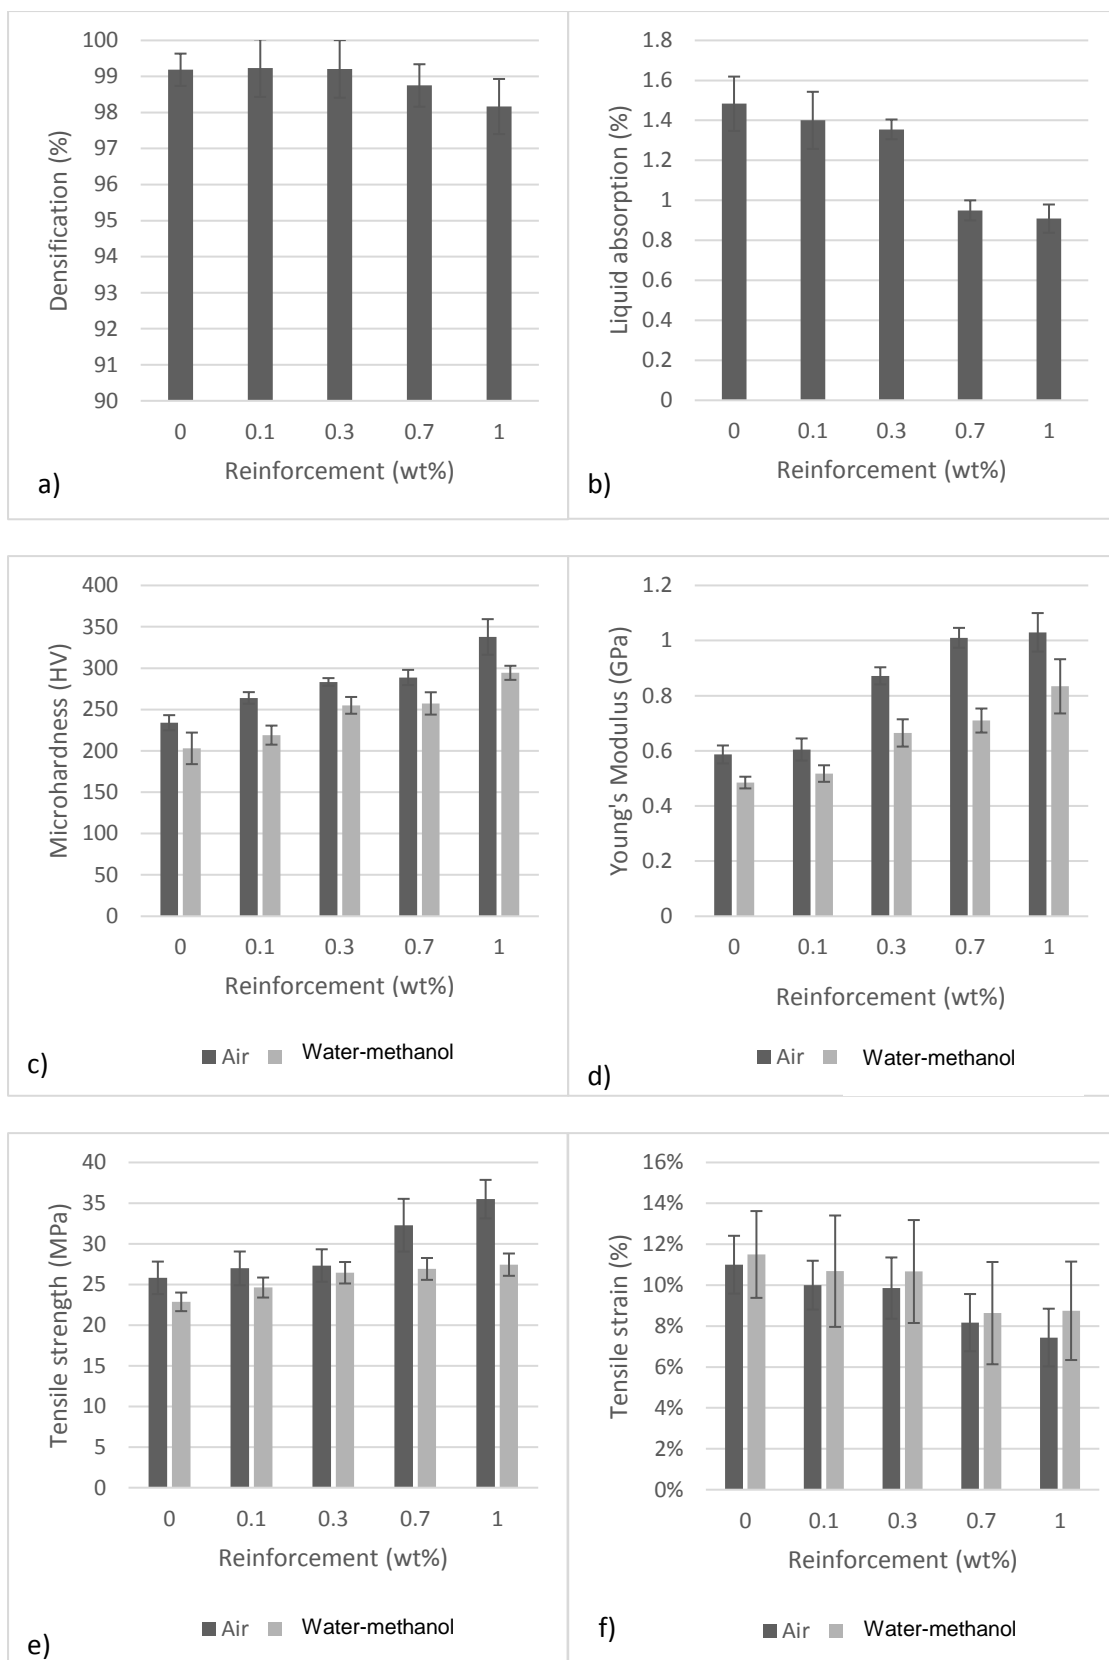 Densification (%)
100
99
98
97
96
95
94
93
92
91
90
0 0.1 0.3 0.7 1
Reinforcement (wt%)
a)
Liquid absorption (%)
1.8
1.6
1.4
1.2
1
0.8
0.6
0.4
0.2
0
0 0.1 0.3 0.7 1
Reinforcement (wt%)
b)
Microhardness (HV)
400
350
300
250
200
150
100
50
0
0 0.1 0.3 0.7 1
Reinforcement (wt%)
Air Water-methanol
c)
Young's Modulus (GPa)
1.2
1
0.8
0.6
0.4
0.2
0
0 0.1 0.3 0.7 1
Reinforcement (wt%)
Air Water-methanol
d)
Tensile strength (MPa)
40
35
30
25
20
15
10
5
0
0 0.1 0.3 0.7 1
Reinforcement (wt%)
Air Water-methanol
e)
Tensile strain (%)
16%
14%
12%
10%
8%
6%
4%
2%
0%
0 0.1 0.3 0.7 1
Reinforcement (wt%)
Air Water-methanol
f)